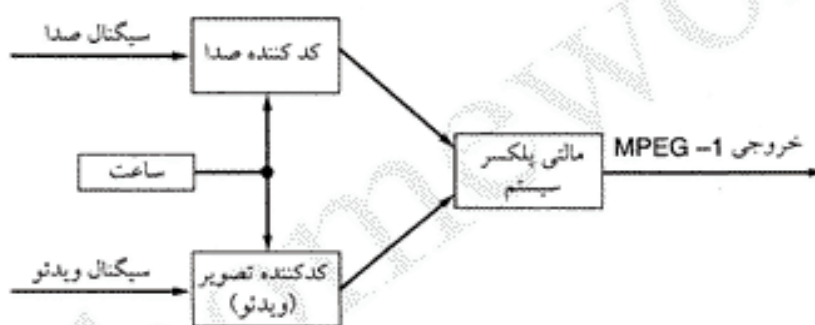 سیگنال صدا
کد کننده صدا
ساعت
مالتی پلکسر
سیستم
خروجی MPEG –1
سیگنال ویدئو
کدکننده تصویر
(ویدئو)